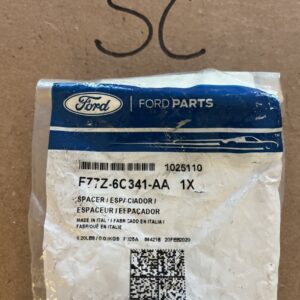 SC
Ford
FORD PARTS
1025110
F77Z-6C341-AA 1X
SPACER / ESPACIADOR /
ESPACEUR / ESPAÇADOR
MADE IN ITALY / FABRICADO EN ITALIA /
FABRIQUÉ EN ITALIE